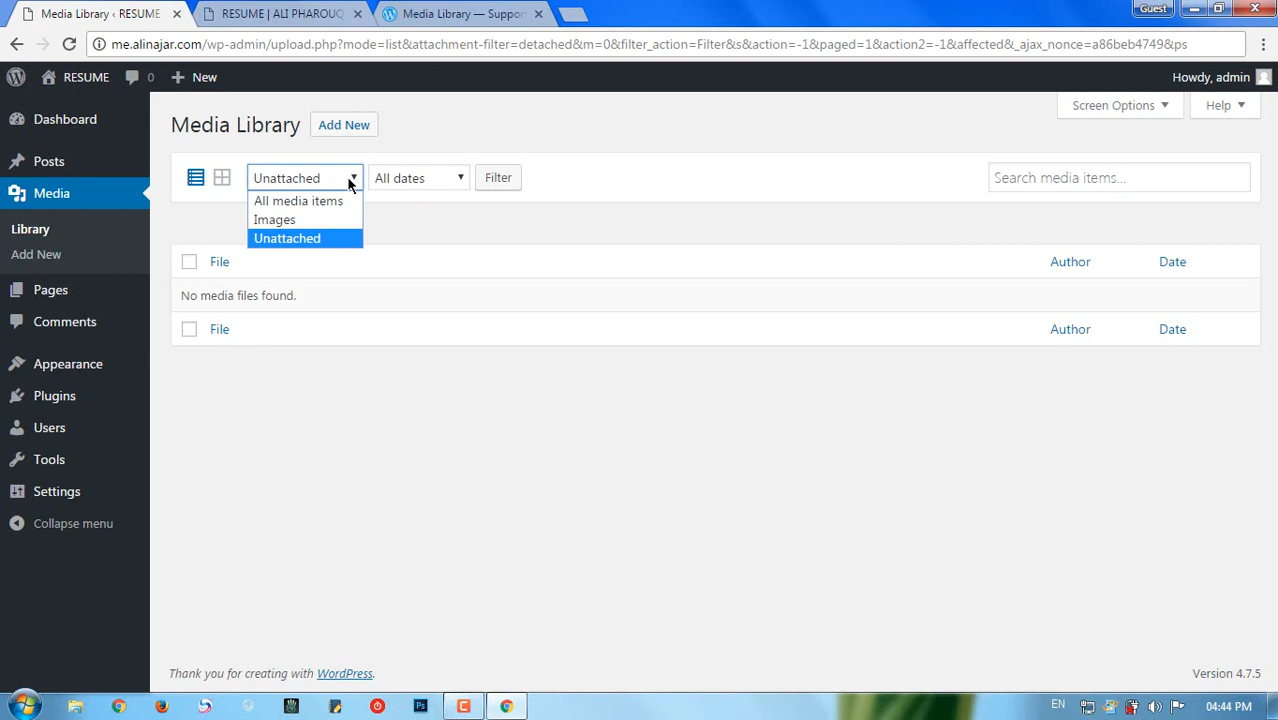 Media Library ‹ RESUME
RESUME | ALI PHAROUQ
Media Library — Suppor
Guest
me.alinajar.com/wp-admin/upload.php?mode=list&attachment-filter=detached&m=0&filter_action=Filter&s&action=-1&paged=1&action2=-1&affected&_ajax_nonce=a86beb4749&ps
RESUME
0
New
Howdy, admin
Dashboard
Posts
Media
Library
Add New
Pages
Comments
Appearance
Plugins
Users
Tools
Settings
Collapse menu
Screen Options
Help
Media Library
Add New
Unattached
All dates
Filter
Search media items...
All media items
Images
Unattached
File
Author
Date
No media files found.
File
Author
Date
Thank you for creating with WordPress.
Version 4.7.5
Ps
EN
04:44 PM